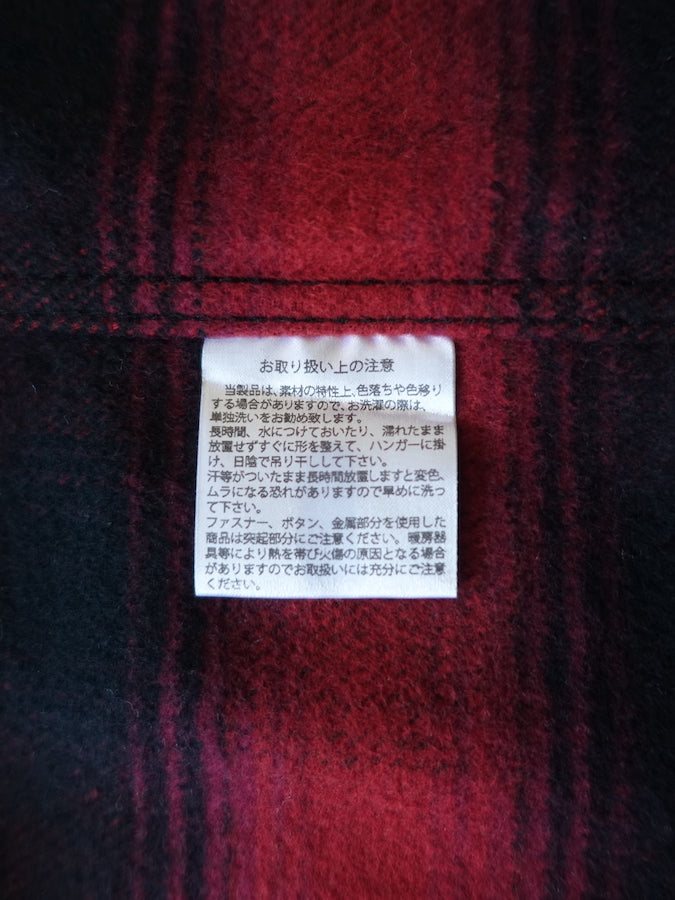 お取り扱い上の注意
当製品は、素材の特性上、色落ちや色移り
する場合がありますので、お洗濯の際は、
単独洗いをお勧め致します。
長時間、水につけておいたり、濡れたまま
放置せずすぐに形を整えて、ハンガーに掛
け、日陰で吊り干しして下さい。
汗等がついたまま長時間放置しますと変色、
ムラになる恐れがありますので早めに洗っ
て下さい。
ファスナー、ボタン、金属部分を使用した
商品は突起部分にご注意ください。暖房器
具等により熱を帯び火傷の原因となる場合
がありますのでお取扱いには充分にご注意
ください。